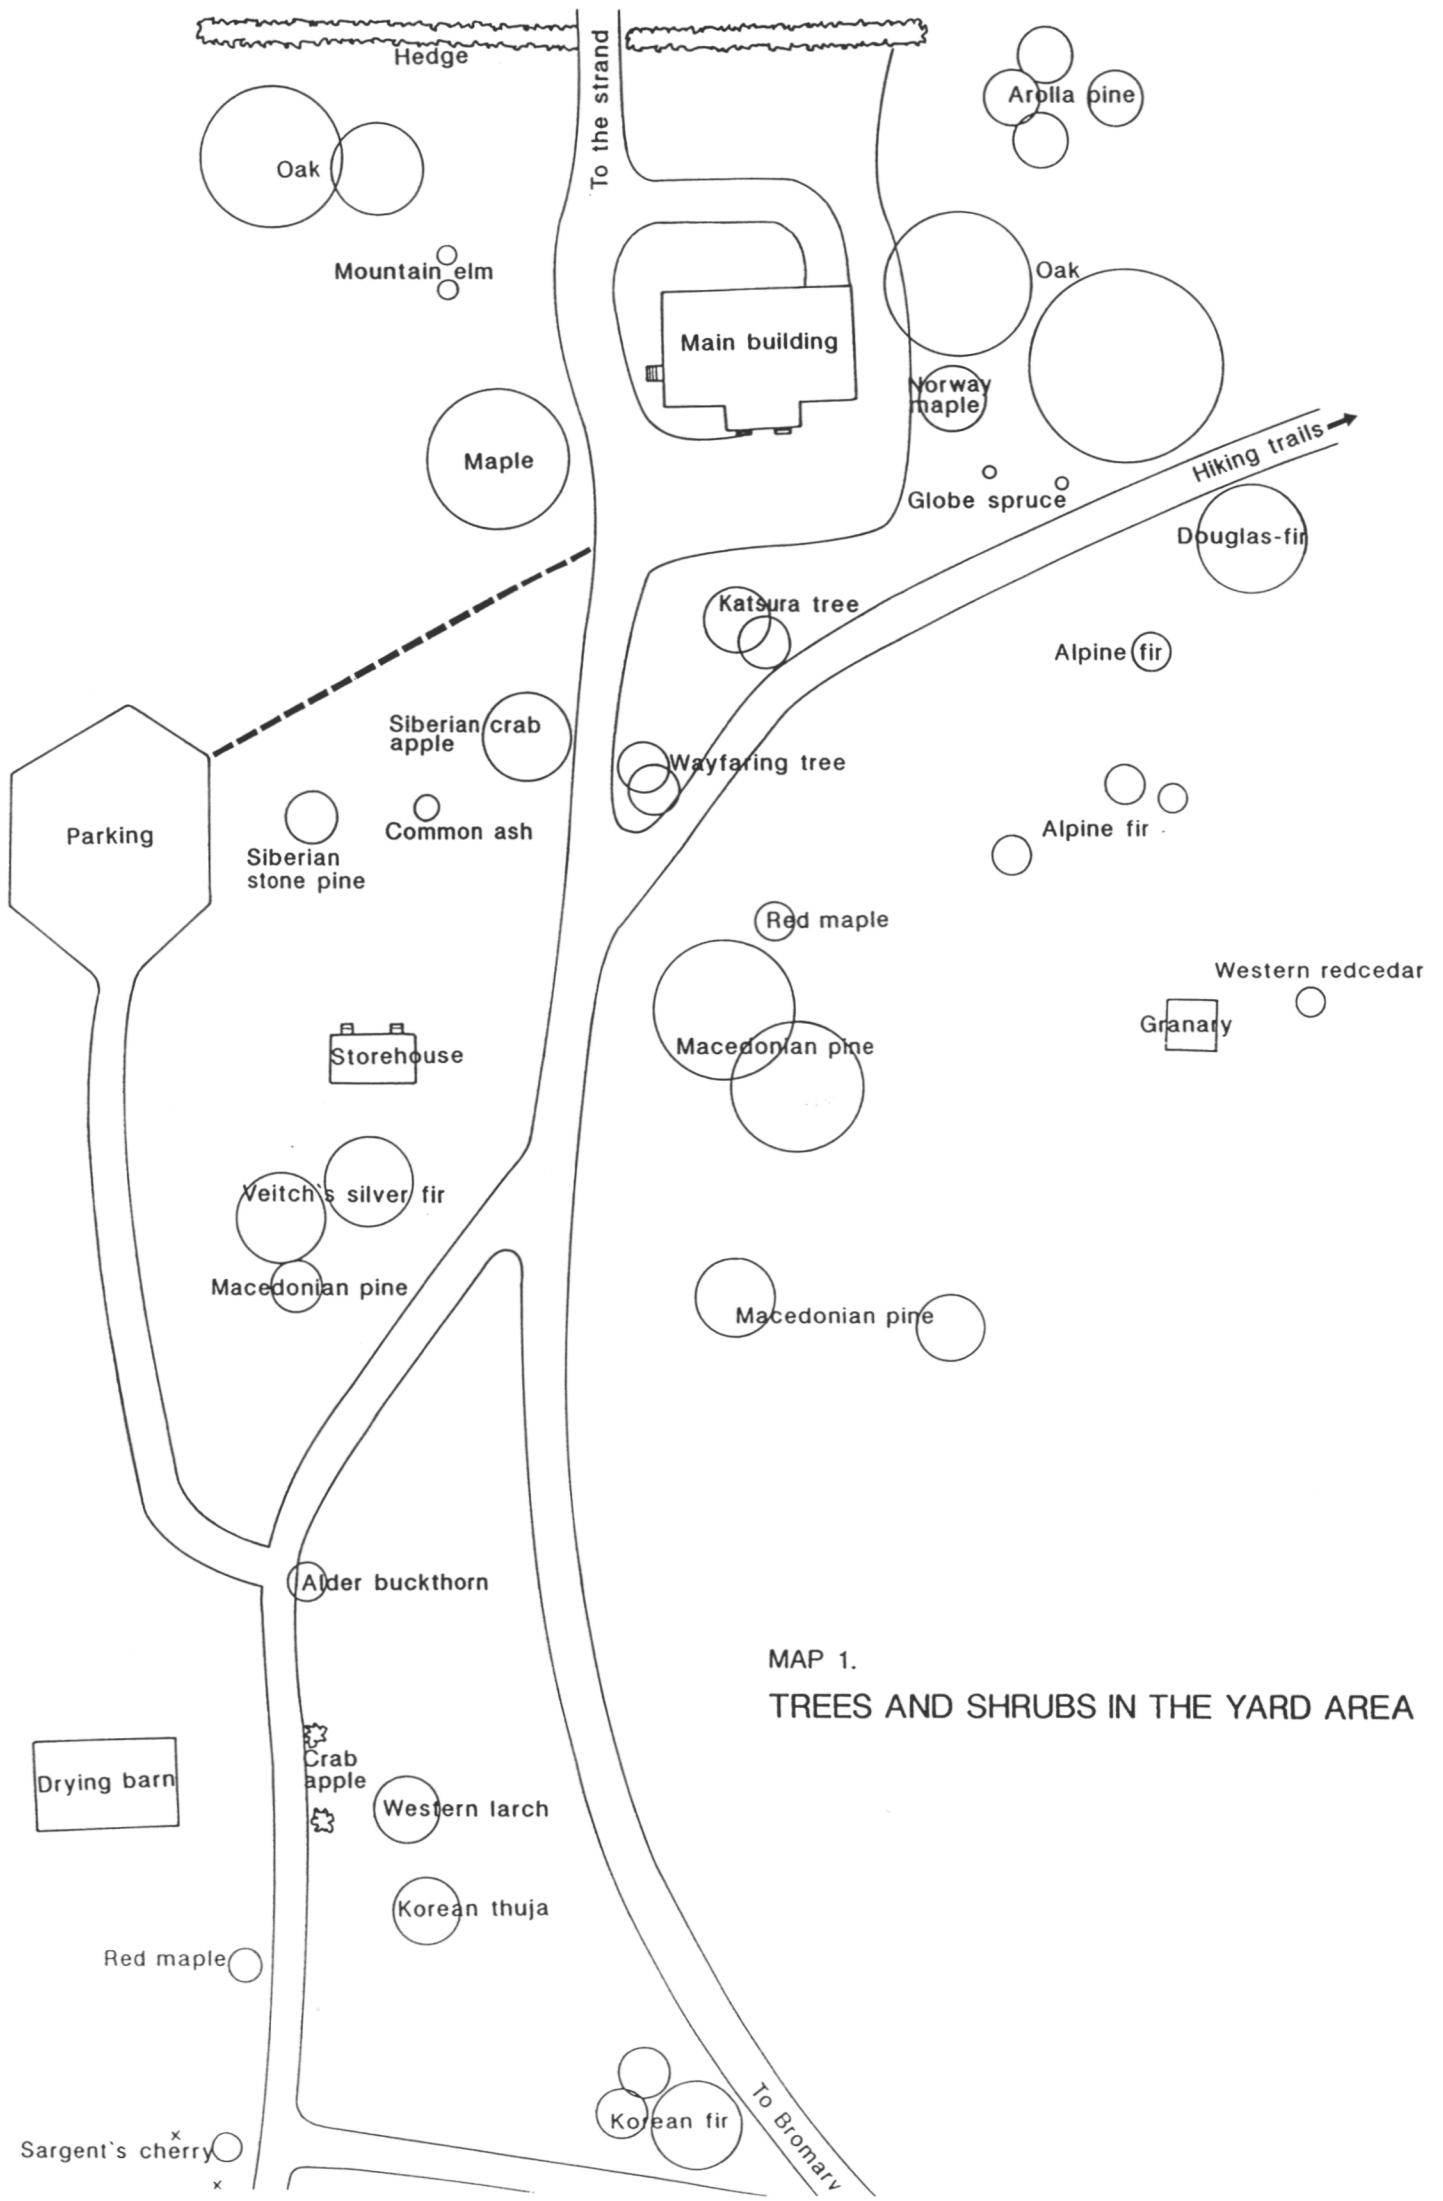 Hedge
To the strand
Arolla pine
Oak
Mountain elm
Oak
Main building
Norway
maple
Maple
Hiking trails
Globe spruce
Douglas-fir
Katsura tree
Alpine fir
Siberian crab
apple
Wayfaring tree
Parking
Common ash
Alpine fir
Siberian
stone pine
Red maple
Western redcedar
Granary
Storehouse
Macedonian pine
Veitch`s silver fir
Macedonian pine
Macedonian pine
Alder buckthorn
MAP 1.
TREES AND SHRUBS IN THE YARD AREA
Crab
apple
Drying barn
Western larch
Korean thuja
Red maple
Korean fir
To Bromarv
x
Sargent`s cherry
x